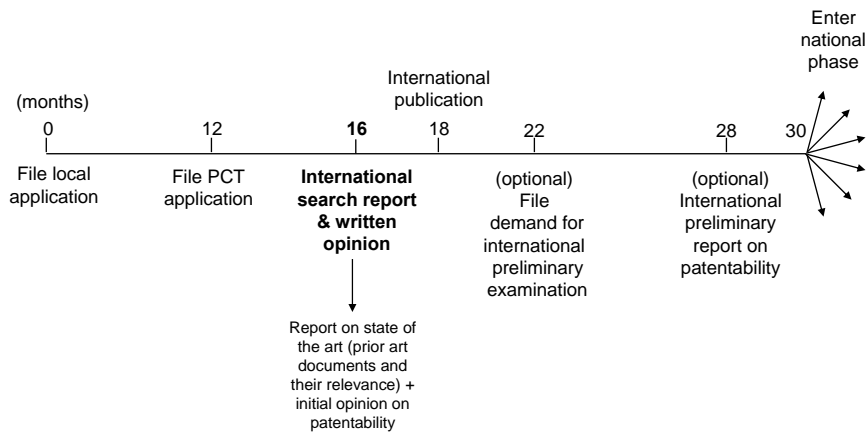 Enter
national
phase
International
publication
(months)
0
12
16
18
22
28
30
File local
application
File PCT
application
International
search report
& written
opinion
(optional)
File
demand for
international
preliminary
examination
(optional)
International
preliminary
report on
patentability
Report on state of
the art (prior art
documents and
their relevance) +
initial opinion on
patentability